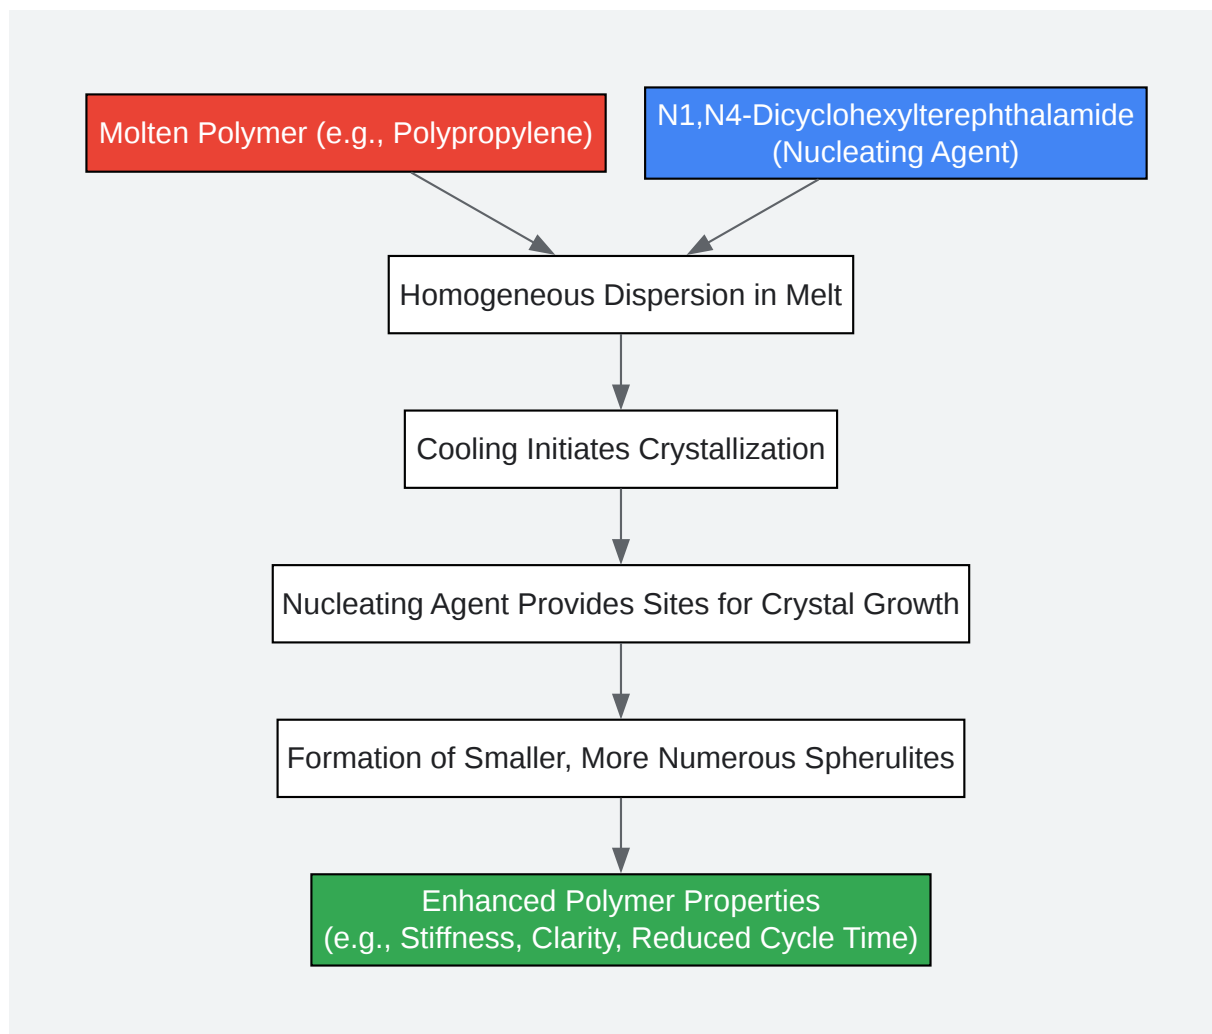 Molten Polymer (e.g., Polypropylene)
N1,N4-Dicyclohexylterephthalamide
(Nucleating Agent)
Homogeneous Dispersion in Melt
Cooling Initiates Crystallization
Nucleating Agent Provides Sites for Crystal Growth
Formation of Smaller, More Numerous Spherulites
Enhanced Polymer Properties
(e.g., Stiffness, Clarity, Reduced Cycle Time)